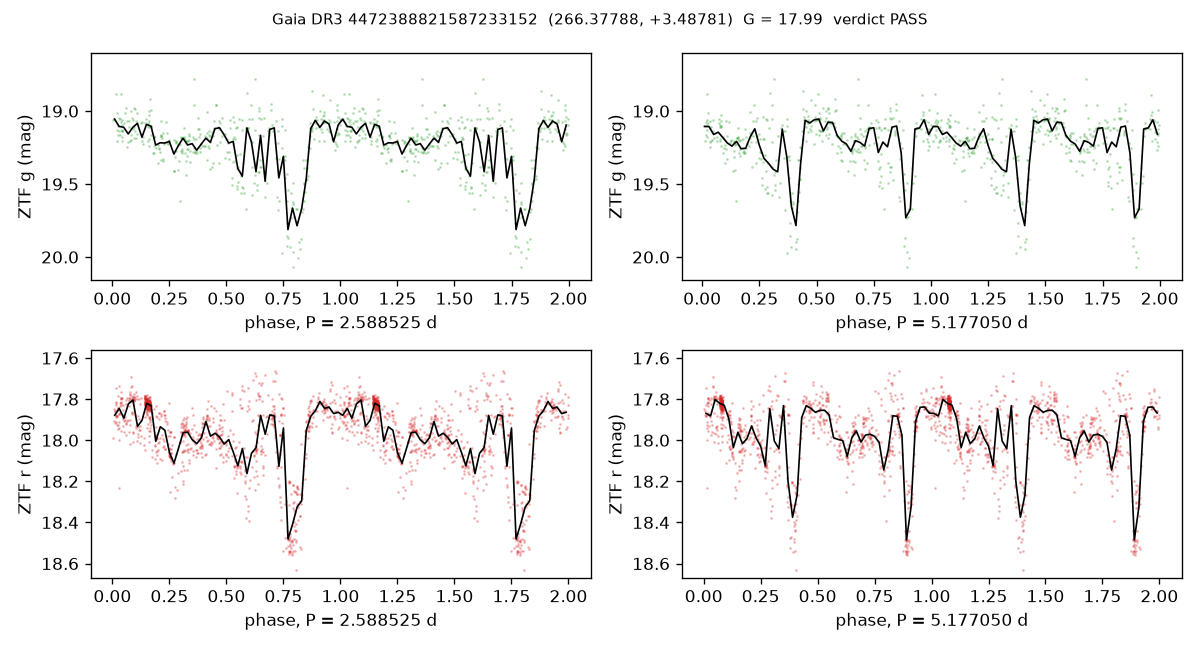 Gaia DR3 4472388821587233152 (266.37788, +3.48781) G = 17.99 verdict PASS
ZTF g (mag)
19.0
19.5
20.0
0.00 0.25 0.50 0.75 1.00 1.25 1.50 1.75 2.00
phase, P = 2.588525 d
ZTF g (mag)
19.0
19.5
20.0
0.00 0.25 0.50 0.75 1.00 1.25 1.50 1.75 2.00
phase, P = 5.177050 d
ZTF r (mag)
17.6
17.8
18.0
18.2
18.4
18.6
0.00 0.25 0.50 0.75 1.00 1.25 1.50 1.75 2.00
phase, P = 2.588525 d
ZTF r (mag)
17.6
17.8
18.0
18.2
18.4
18.6
0.00 0.25 0.50 0.75 1.00 1.25 1.50 1.75 2.00
phase, P = 5.177050 d